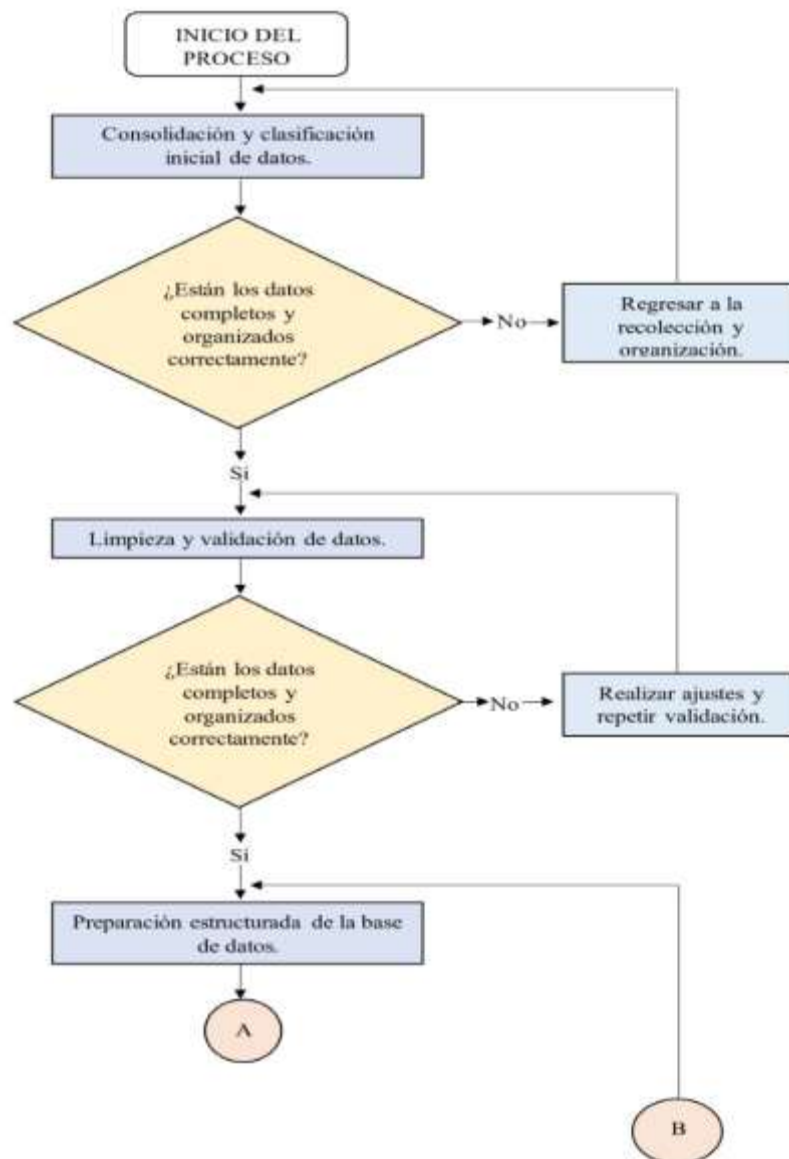 INICIO DEL
PROCESO
Consolidación y clasificación
inicial de datos.
¿Están los datos
completos y
organizados
correctamente?
No
Regresar a la
recolección y
organización.
Si
Limpieza y validación de datos.
¿Están los datos
completos y
organizados
correctamente?
No
Realizar ajustes y
repetir validación.
Si
Preparación estructurada de la base
de datos.
A
B